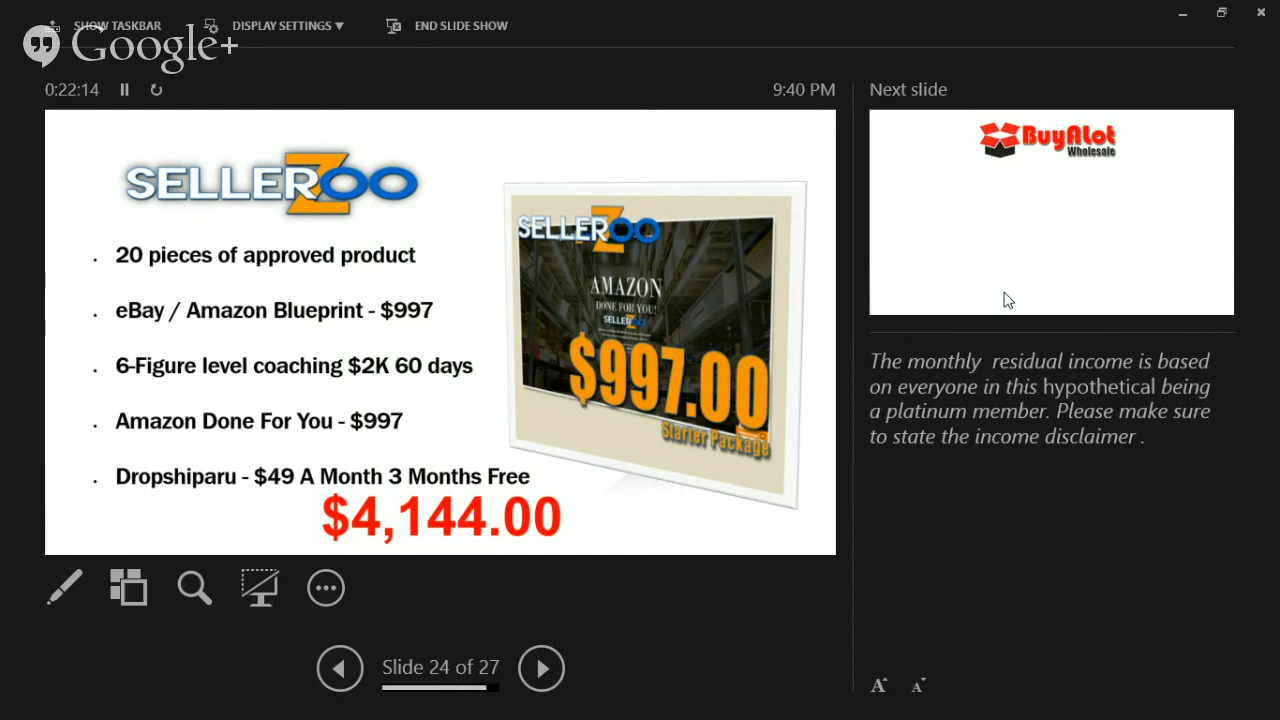 SHOW TASKBAR
DISPLAY SETTINGS
END SLIDE SHOW
Google+
0:22:14
9:40 PM
SELLERZOO
• 20 pieces of approved product
• eBay / Amazon Blueprint - $997
• 6-Figure level coaching $2K 60 days
• Amazon Done For You - $997
• Dropshiparu - $49 A Month 3 Months Free
$4,144.00
SELLERZOO
AMAZON
DONE FOR YOU!
SELLERZOO
$997.00
Starter Package
Next slide
BuyALot
Wholesale
The monthly residual income is based
on everyone in this hypothetical being
a platinum member. Please make sure
to state the income disclaimer .
Slide 24 of 27
A
A